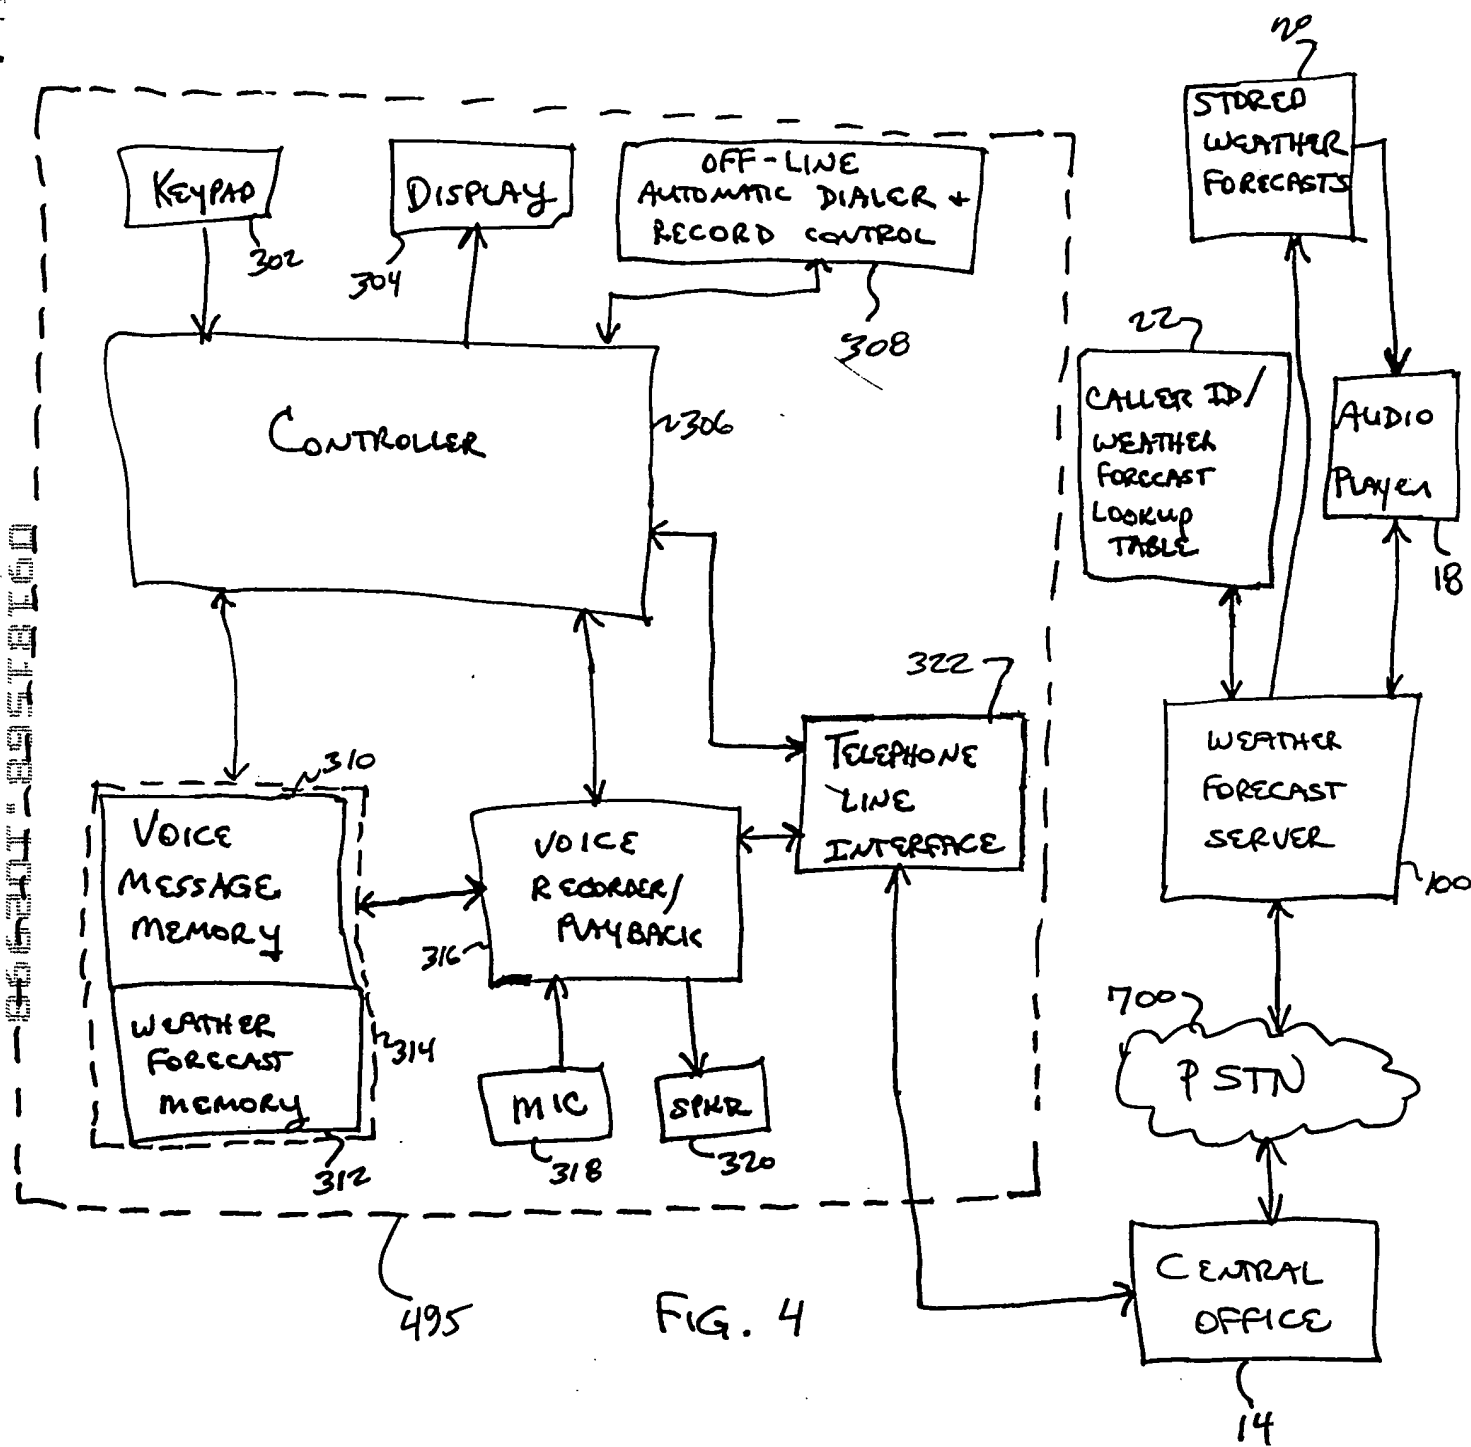 20
STORED
WEATHER
FORECASTS
KEYPAD
302
DISPLAY
304
OFF-LINE
AUTOMATIC DIALER +
RECORD CONTROL
308
22
CALLER ID/
WEATHER
FORECAST
LOOKUP
TABLE
AUDIO
PLAYER
18
CONTROLLER
306
322
TELEPHONE
LINE
INTERFACE
WEATHER
FORECAST
SERVER
100
310
VOICE
MESSAGE
MEMORY
VOICE
RECORDER/
PLAYBACK
316
WEATHER
FORECAST
MEMORY
314
312
MIC
318
SPKR
320
700
PSTN
CENTRAL
OFFICE
14
495
FIG. 4